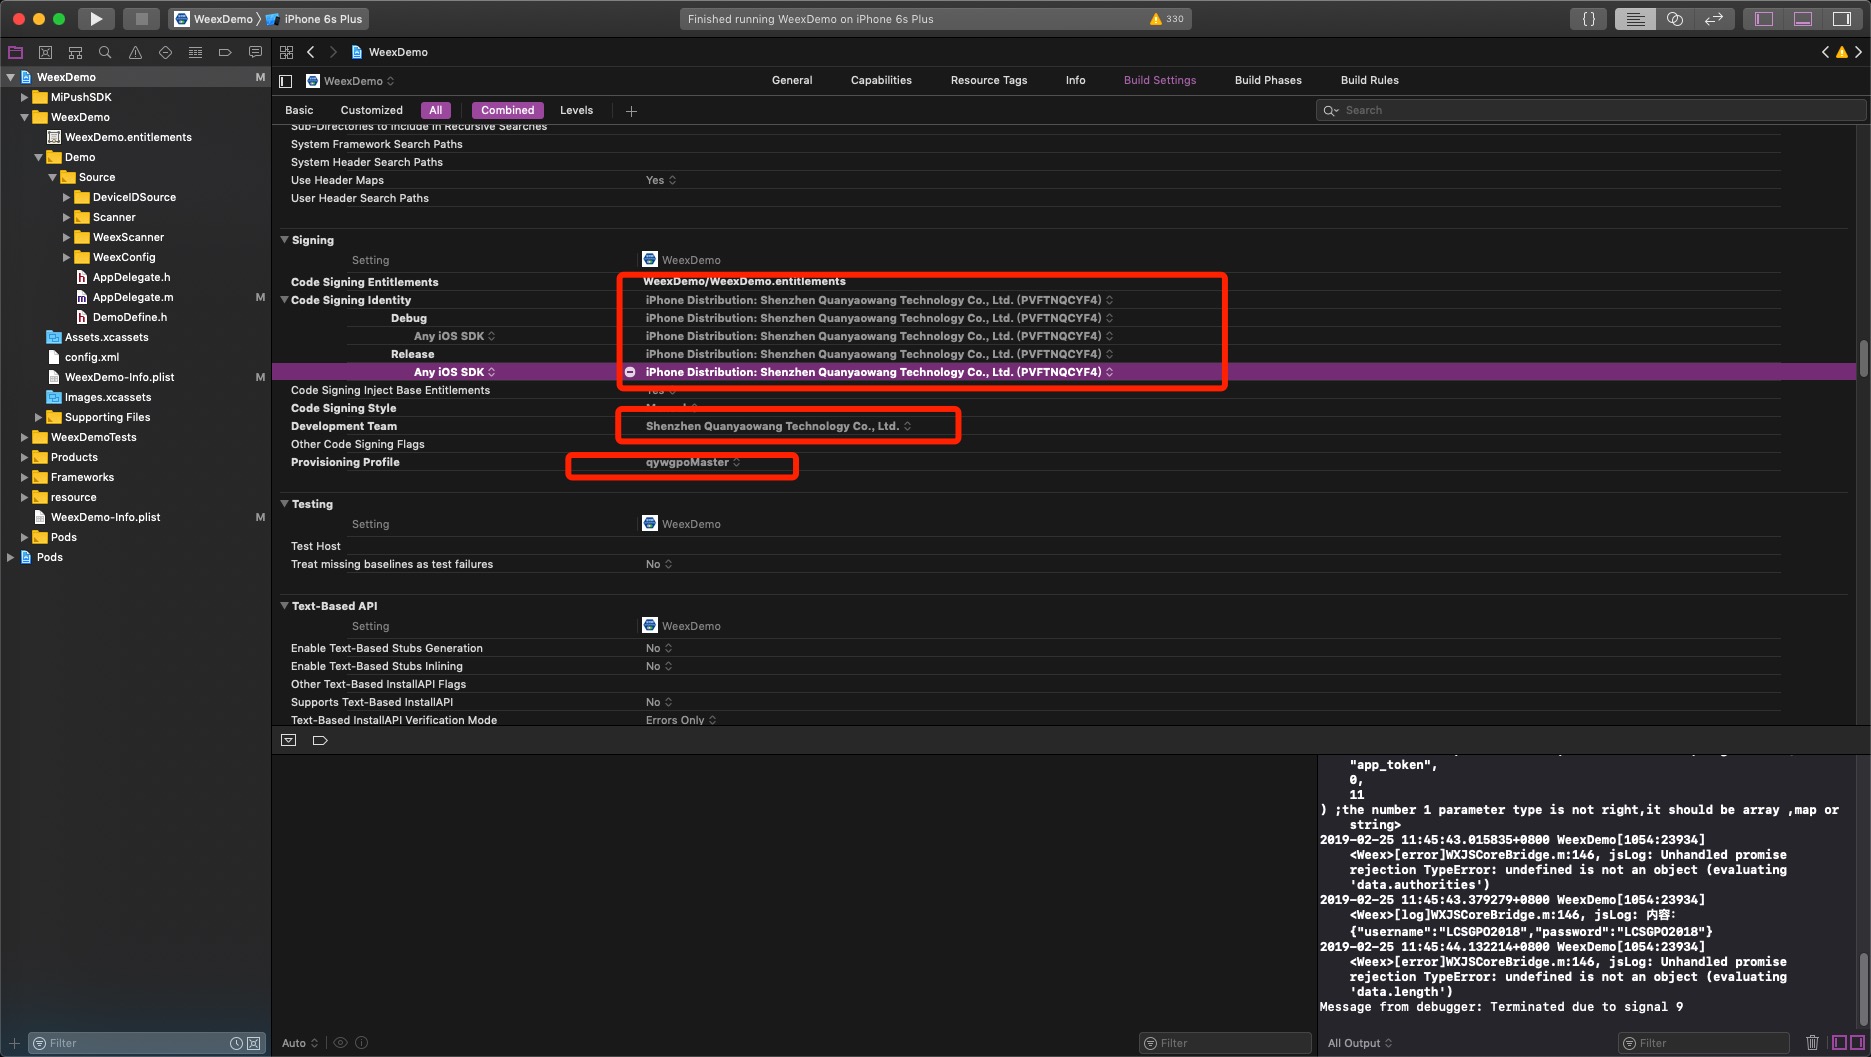 WeexDemo
iPhone 6s Plus
Finished running WeexDemo on iPhone 6s Plus
330
{ }
WeexDemo
WeexDemo M
MiPushSDK
WeexDemo
WeexDemo.entitlements
Demo
Source
DeviceIDSource
Scanner
WeexScanner
WeexConfig
AppDelegate.h
AppDelegate.m M
DemoDefine.h
Assets.xcassets
config.xml
WeexDemo-Info.plist M
Images.xcassets
Supporting Files
WeexDemoTests
Products
Frameworks
resource
WeexDemo-Info.plist M
Pods
Pods
Filter
WeexDemo
General
Capabilities
Resource Tags
Info
Build Settings
Build Phases
Build Rules
Basic
Customized
All
Combined
Levels
Search
Sub-Directories to Include in Recursive Searches
System Framework Search Paths
System Header Search Paths
Use Header Maps Yes
User Header Search Paths
Signing
Setting WeexDemo
Code Signing Entitlements WeexDemo/WeexDemo.entitlements
Code Signing Identity iPhone Distribution: Shenzhen Quanyaowang Technology Co., Ltd. (PVFTNQCYF4)
Debug iPhone Distribution: Shenzhen Quanyaowang Technology Co., Ltd. (PVFTNQCYF4)
Any iOS SDK iPhone Distribution: Shenzhen Quanyaowang Technology Co., Ltd. (PVFTNQCYF4)
Release iPhone Distribution: Shenzhen Quanyaowang Technology Co., Ltd. (PVFTNQCYF4)
Any iOS SDK iPhone Distribution: Shenzhen Quanyaowang Technology Co., Ltd. (PVFTNQCYF4)
Code Signing Inject Base Entitlements Yes
Code Signing Style
Development Team Shenzhen Quanyaowang Technology Co., Ltd.
Other Code Signing Flags
Provisioning Profile qywgpoMaster
Testing
Setting WeexDemo
Test Host
Treat missing baselines as test failures No
Text-Based API
Setting WeexDemo
Enable Text-Based Stubs Generation No
Enable Text-Based Stubs Inlining No
Other Text-Based InstallAPI Flags
Supports Text-Based InstallAPI No
Text-Based InstallAPI Verification Mode Errors Only
"app_token",
0,
11
) ;the number 1 parameter type is not right,it should be array ,map or
string>
2019-02-25 11:45:43.015835+0800 WeexDemo[1054:23934]
<Weex>[error]WXJSCoreBridge.m:146, jsLog: Unhandled promise
rejection TypeError: undefined is not an object (evaluating
'data.authorities')
2019-02-25 11:45:43.379279+0800 WeexDemo[1054:23934]
<Weex>[log]WXJSCoreBridge.m:146, jsLog: 内容:
{"username":"LCSGPO2018","password":"LCSGPO2018"}
2019-02-25 11:45:44.132214+0800 WeexDemo[1054:23934]
<Weex>[error]WXJSCoreBridge.m:146, jsLog: Unhandled promise
rejection TypeError: undefined is not an object (evaluating
'data.length')
Message from debugger: Terminated due to signal 9
Auto
Filter
All Output
Filter